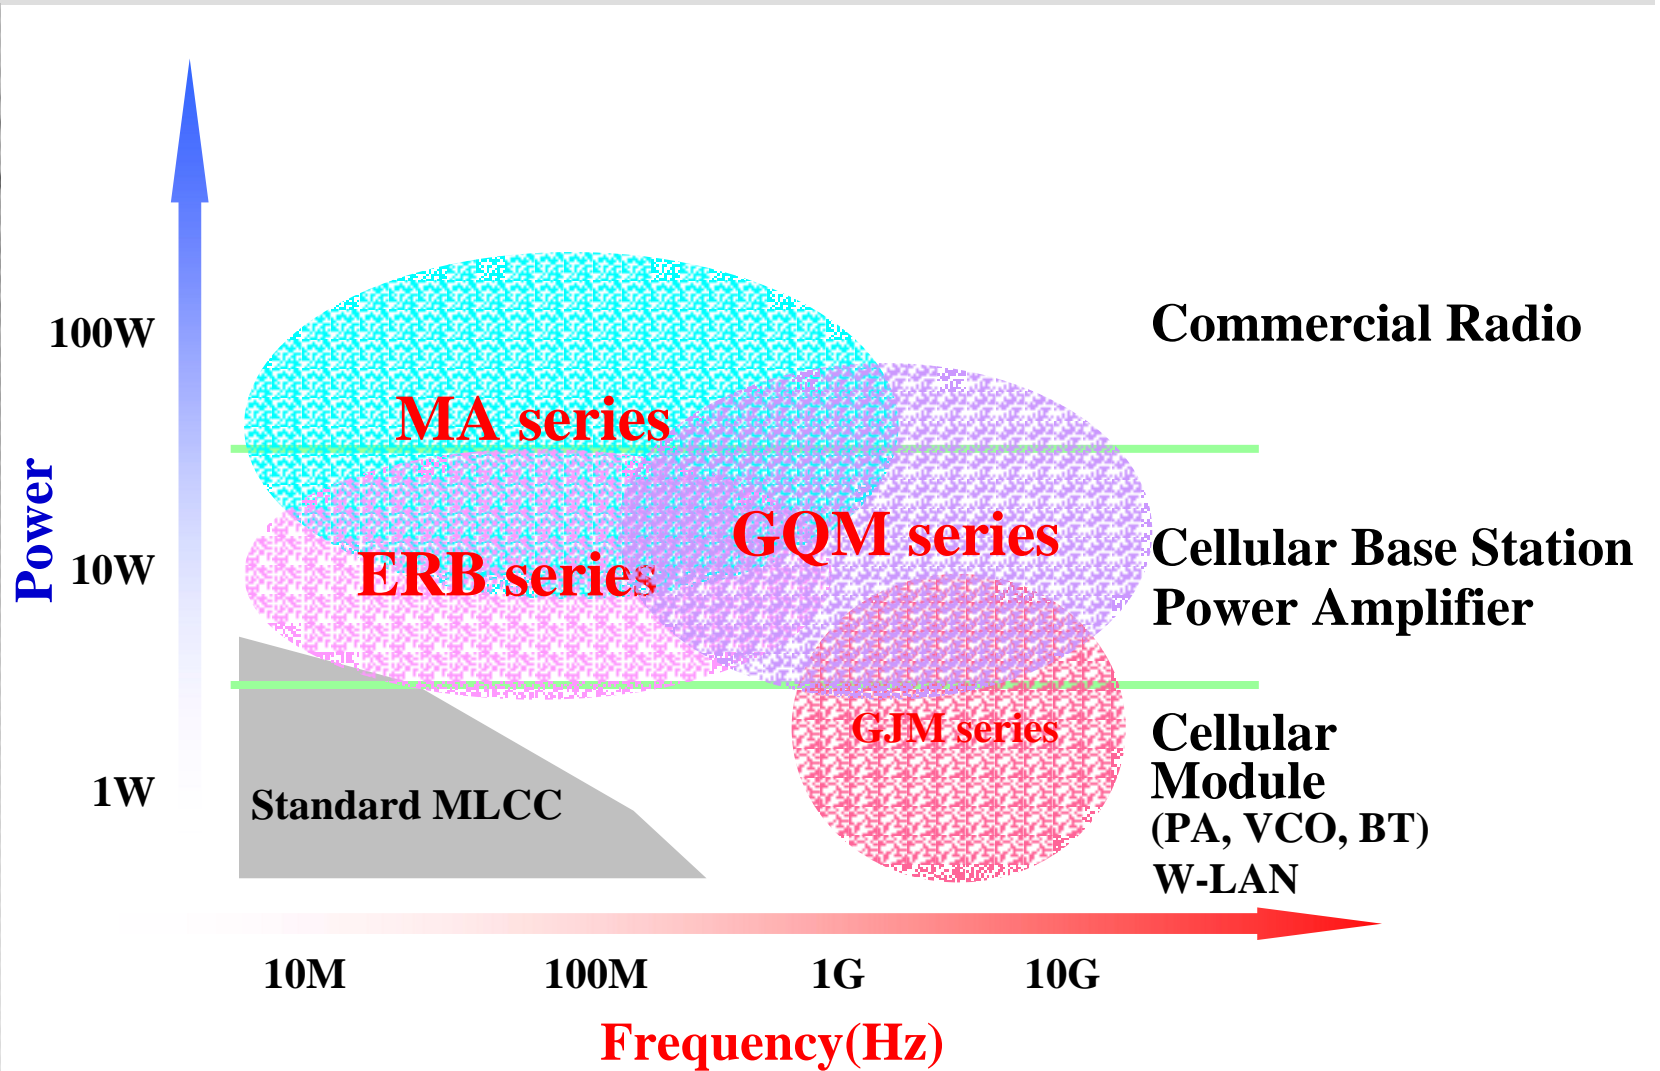 100W
Commercial Radio
MA series
Power
GQM series
10W
ERB series
Cellular Base Station
Power Amplifier
GJM series
Cellular
Module
1W
Standard MLCC
(PA, VCO, BT)
W-LAN
10M
100M
1G
10G
Frequency(Hz)